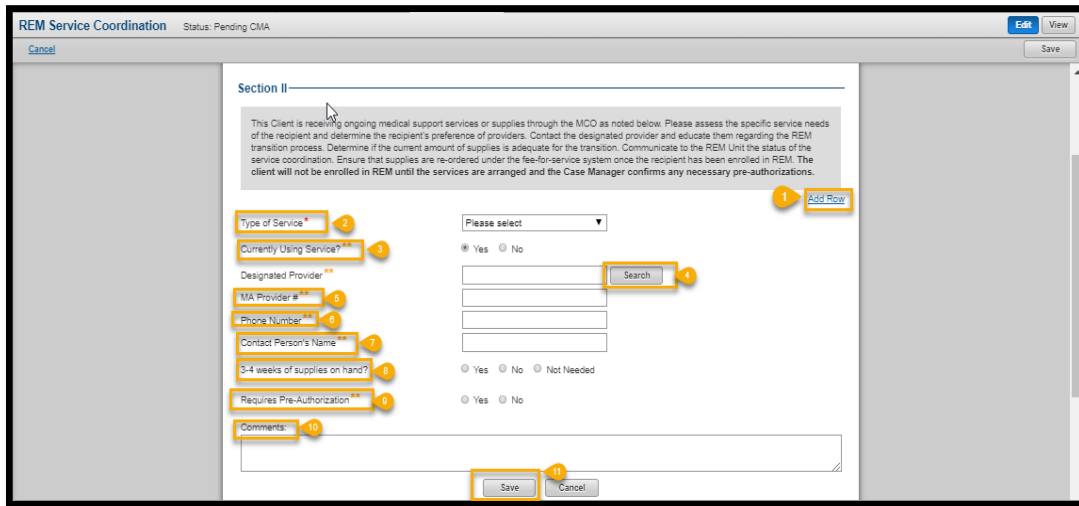 REM Service Coordination Status: Pending CMA Edit View
Cancel Save
Section II
This Client is receiving ongoing medical support services or supplies through the MCO as noted below. Please assess the specific service needs
of the recipient and determine the recipient's preference of providers. Contact the designated provider and educate them regarding the REM
transition process. Determine if the current amount of supplies is adequate for the transition. Communicate to the REM Unit the status of the
service coordination. Ensure that supplies are re-ordered under the fee-for-service system once the recipient has been enrolled in REM. The
client will not be enrolled in REM until the services are arranged and the Case Manager confirms any necessary pre-authorizations.
1 Add Row
Type of Service* 2 Please select
Currently Using Service?** 3 Yes No
Designated Provider** Search 4
MA Provider #** 5
Phone Number** 6
Contact Person's Name** 7
3-4 weeks of supplies on hand? 8 Yes No Not Needed
Requires Pre-Authorization** 9 Yes No
Comments: 10
11
Save Cancel